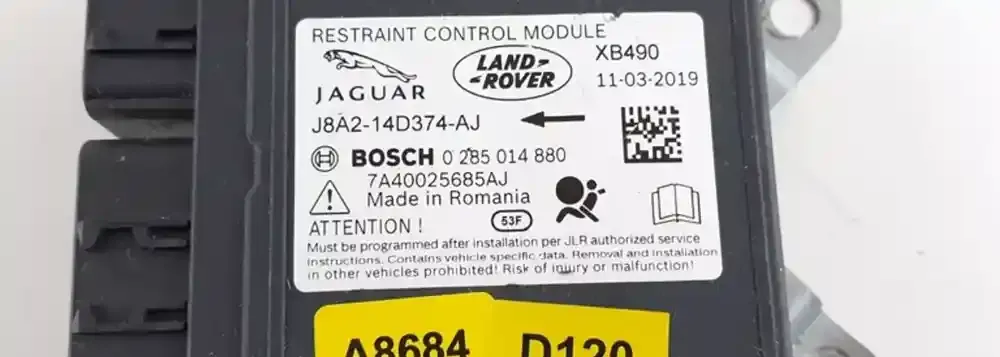 RESTRAINT CONTROL MODULE
JAGUAR
LAND-
-ROVER
XB490
11-03-2019
J8A2-14D374-AJ
BOSCH 0 285 014 880
7A40025685AJ
Made in Romania
ATTENTION !
53F
Must be programmed after installation per JLR authorized service
instructions. Contains vehicle specific data. Removal and installation
in other vehicles prohibited! Risk of injury or malfunction!
A8684 D120